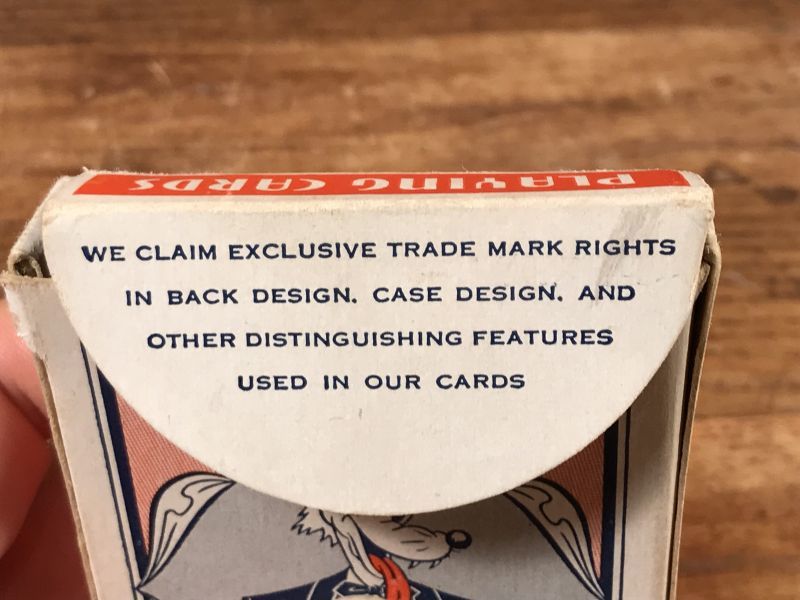 PLAYING CARDS
WE CLAIM EXCLUSIVE TRADE MARK RIGHTS
IN BACK DESIGN. CASE DESIGN. AND
OTHER DISTINGUISHING FEATURES
USED IN OUR CARDS